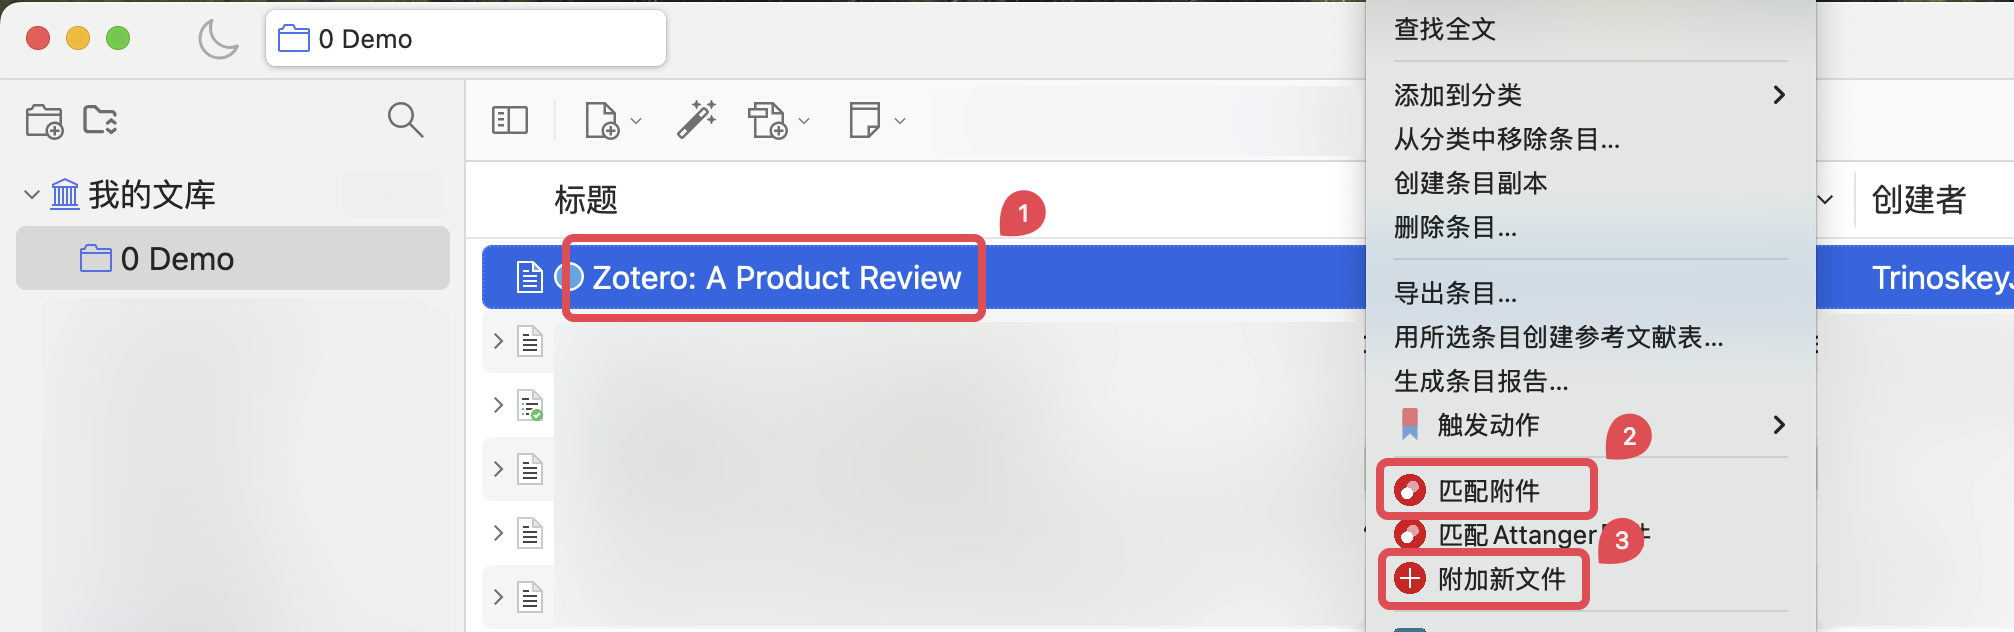 0 Demo
我的文库
0 Demo
标题
创建者
1
Zotero: A Product Review
Trinoskey
查找全文
添加到分类
从分类中移除条目...
创建条目副本
删除条目...
导出条目...
用所选条目创建参考文献表...
生成条目报告...
触发动作
2
匹配附件
匹配 Attanger
3
附加新文件